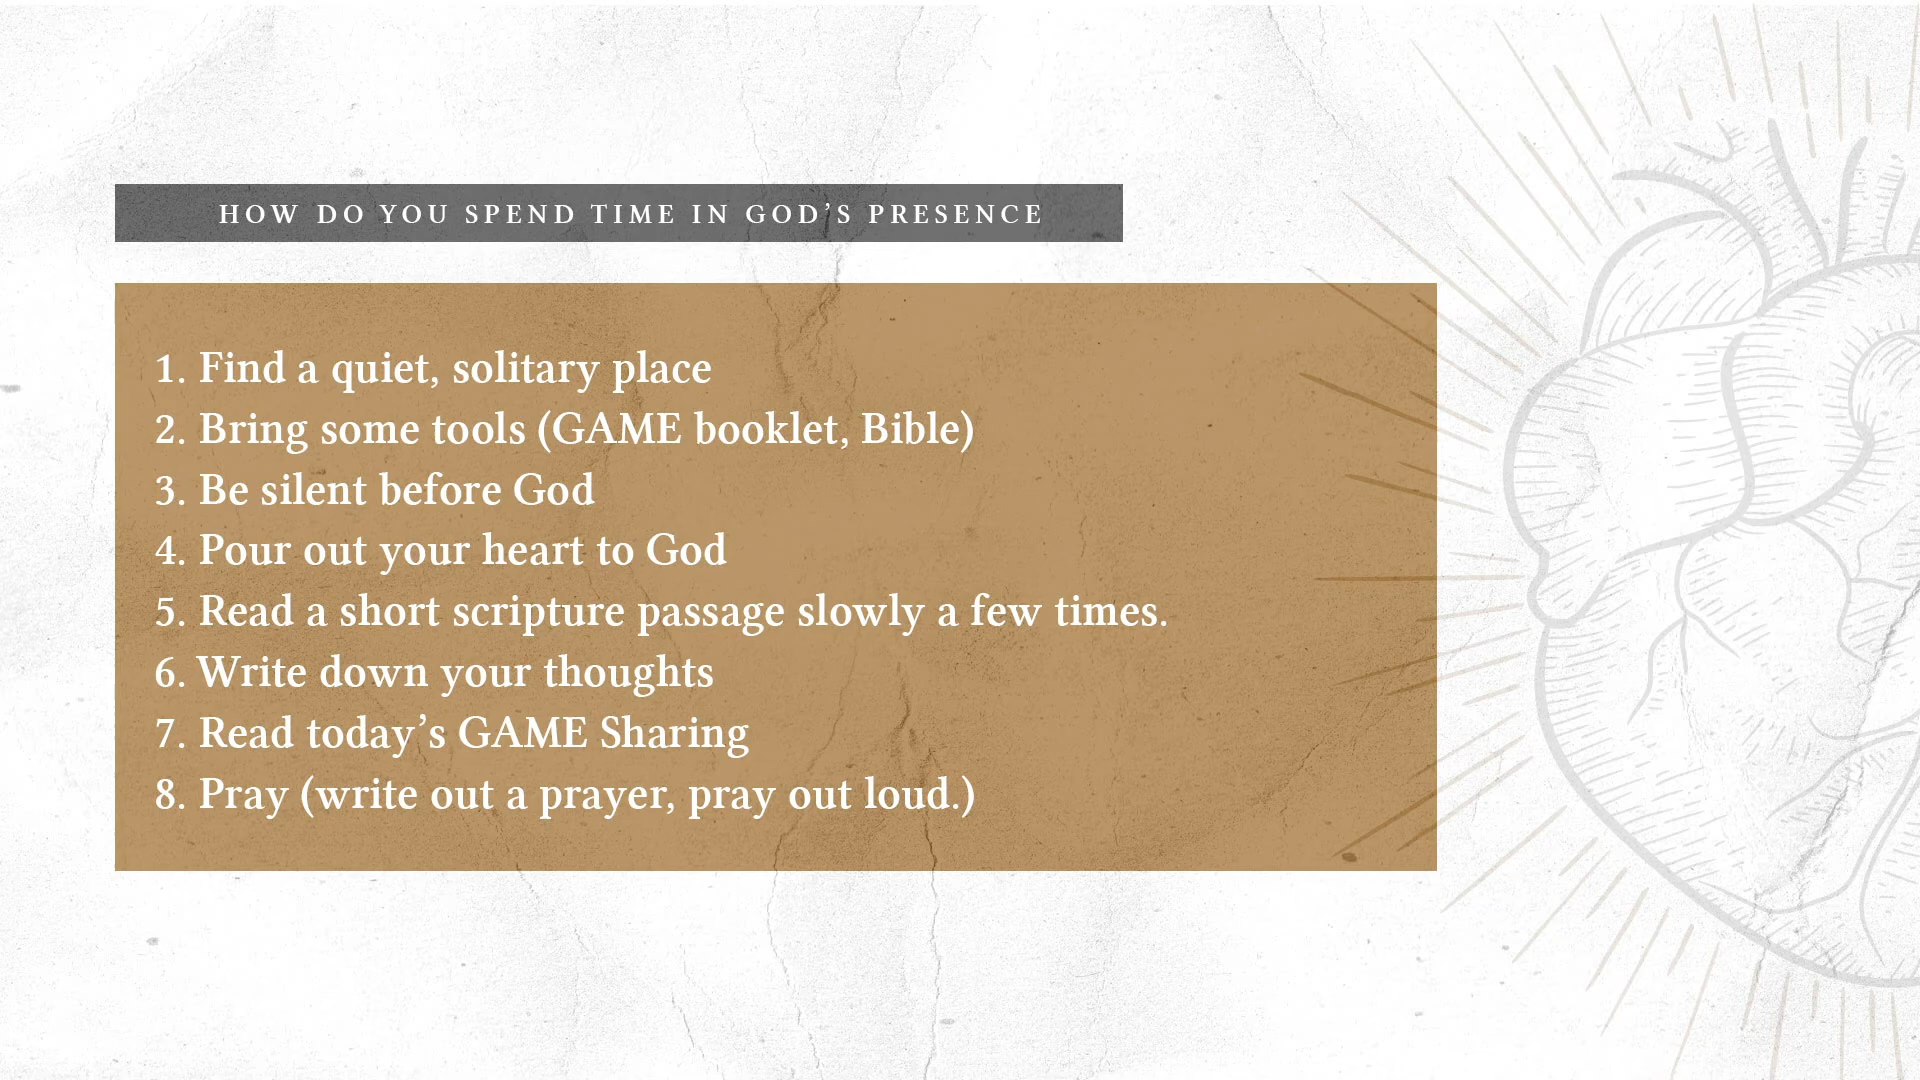 HOW DO YOU SPEND TIME IN GOD’S PRESENCE
1. Find a quiet, solitary place
2. Bring some tools (GAME booklet, Bible)
3. Be silent before God
4. Pour out your heart to God
5. Read a short scripture passage slowly a few times.
6. Write down your thoughts
7. Read today’s GAME Sharing
8. Pray (write out a prayer, pray out loud.)